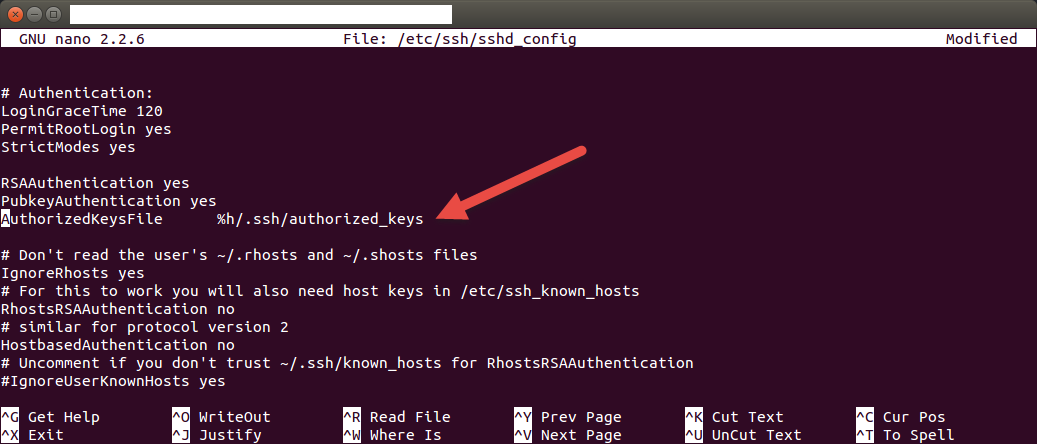 GNU nano 2.2.6 File: /etc/ssh/sshd_config Modified
# Authentication:
LoginGraceTime 120
PermitRootLogin yes
StrictModes yes
RSAAuthentication yes
PubkeyAuthentication yes
AuthorizedKeysFile %h/.ssh/authorized_keys
# Don't read the user's ~/.rhosts and ~/.shosts files
IgnoreRhosts yes
# For this to work you will also need host keys in /etc/ssh_known_hosts
RhostsRSAAuthentication no
# similar for protocol version 2
HostbasedAuthentication no
# Uncomment if you don't trust ~/.ssh/known_hosts for RhostsRSAAuthentication
#IgnoreUserKnownHosts yes
^G Get Help ^O WriteOut ^R Read File ^Y Prev Page ^K Cut Text ^C Cur Pos
^X Exit ^J Justify ^W Where Is ^V Next Page ^U UnCut Text ^T To Spell